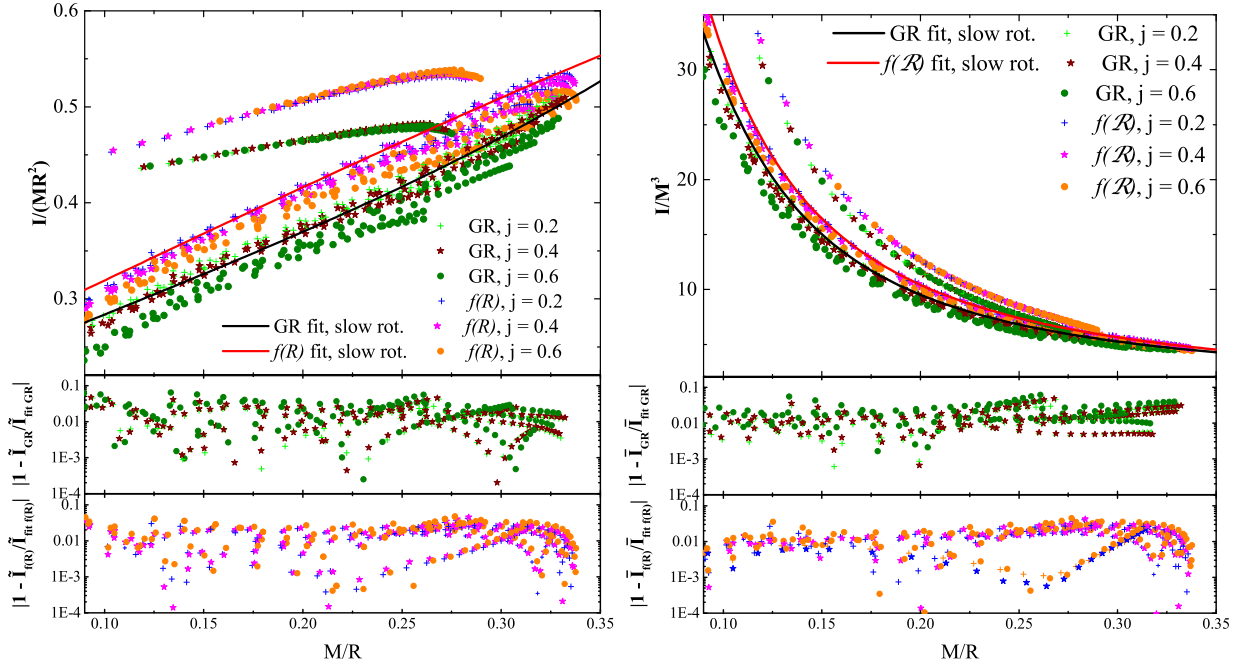 0.6
0.5
0.4
0.3
I/(MR²)
GR, j = 0.2
GR, j = 0.4
GR, j = 0.6
f(R), j = 0.2
GR fit, slow rot.
f(R), j = 0.4
f(R) fit, slow rot.
f(R), j = 0.6
0.1
0.01
1E-3
1E-4
|1 - Ĩ_GR/Ĩ_fit GR|
0.1
0.01
1E-3
1E-4
|1 - Ĩ_f(R)/Ĩ_fit f(R)|
0.10 0.15 0.20 0.25 0.30 0.35
M/R
30
20
10
I/M³
GR fit, slow rot.
f(R) fit, slow rot.
GR, j = 0.2
GR, j = 0.4
GR, j = 0.6
f(R), j = 0.2
f(R), j = 0.4
f(R), j = 0.6
0.1
0.01
1E-3
1E-4
|1 - Ī_GR/Ī_fit GR|
0.1
0.01
1E-3
1E-4
|1 - Ī_f(R)/Ī_fit f(R)|
0.10 0.15 0.20 0.25 0.30 0.35
M/R